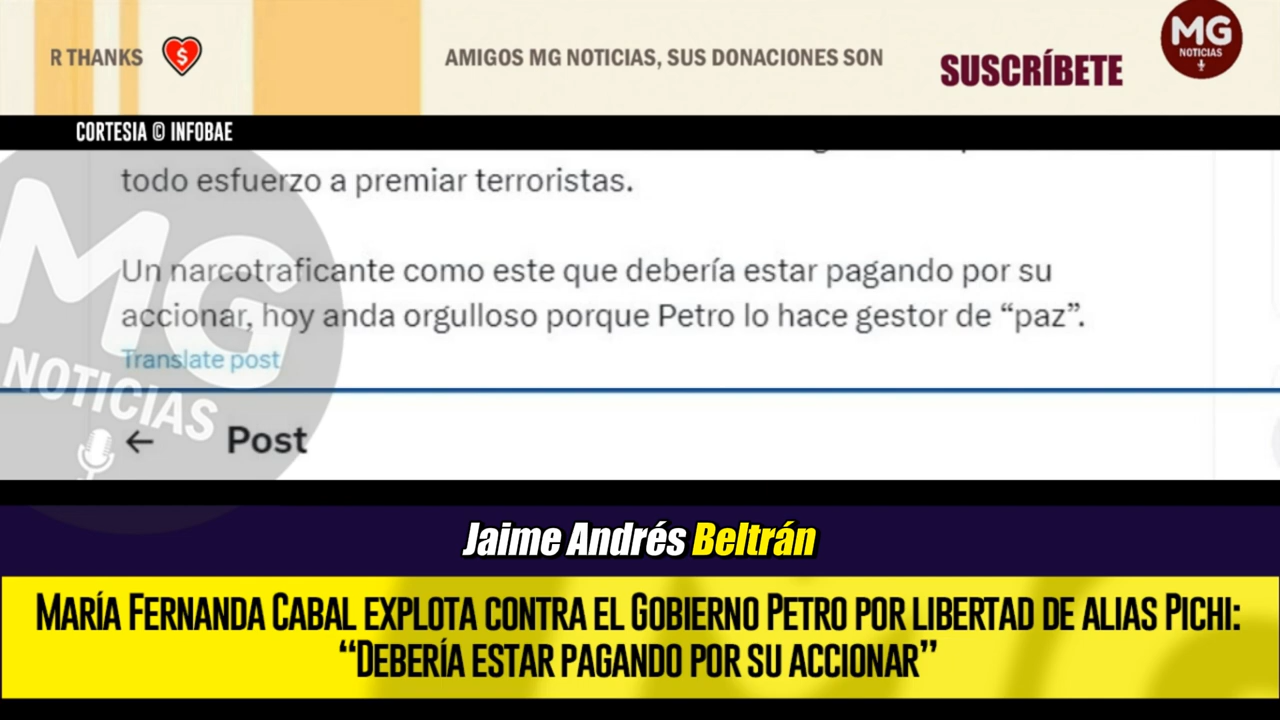 R THANKS
AMIGOS MG NOTICIAS, SUS DONACIONES SON
SUSCRÍBETE
MG
NOTICIAS
CORTESIA © INFOBAE
todo esfuerzo a premiar terroristas.
Un narcotraficante como este que debería estar pagando por su
accionar, hoy anda orgulloso porque Petro lo hace gestor de “paz”.
Translate post
MG
NOTICIAS
← Post
Jaime Andrés Beltrán
MARÍA FERNANDA CABAL EXPLOTA CONTRA EL GOBIERNO PETRO POR LIBERTAD DE ALIAS PICHI:
“DEBERÍA ESTAR PAGANDO POR SU ACCIONAR”